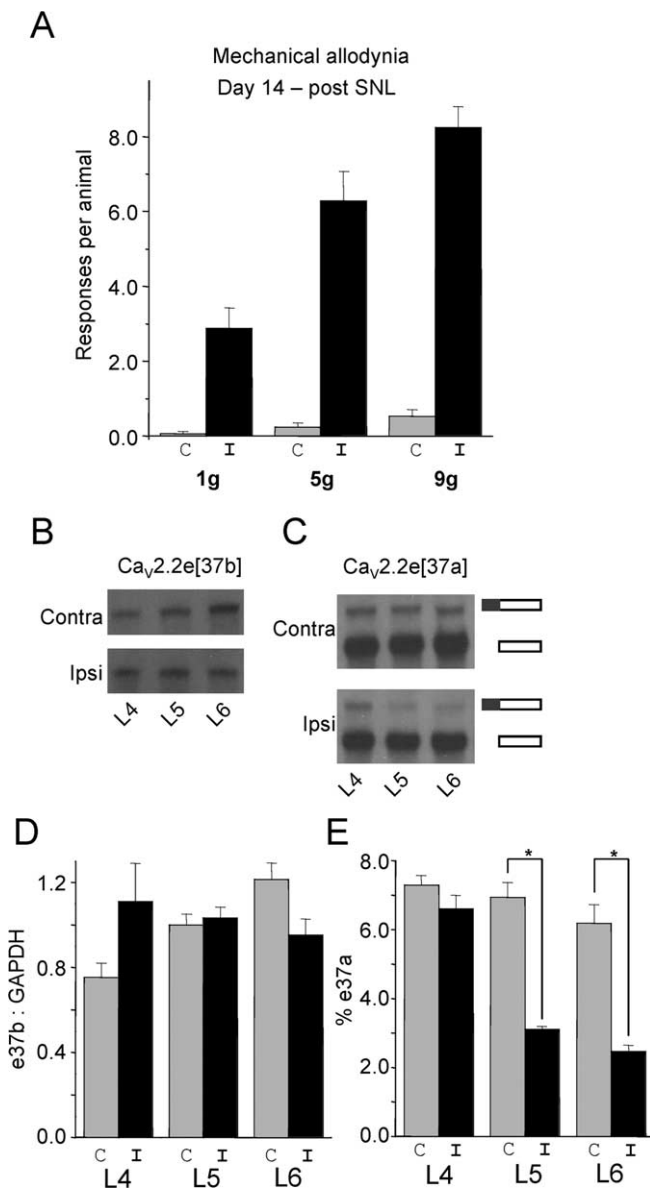 A
Mechanical allodynia
Day 14 – post SNL
Responses per animal
8.0
6.0
4.0
2.0
0.0
C I C I C I
1g 5g 9g
B
CaV2.2e[37b]
Contra
Ipsi
L4 L5 L6
C
CaV2.2e[37a]
Contra
Ipsi
L4 L5 L6
D
e37b : GAPDH
1.2
0.8
0.4
0.0
C I C I C I
L4 L5 L6
E
% e37a
8.0
6.0
4.0
2.0
0.0
* *
C I C I C I
L4 L5 L6